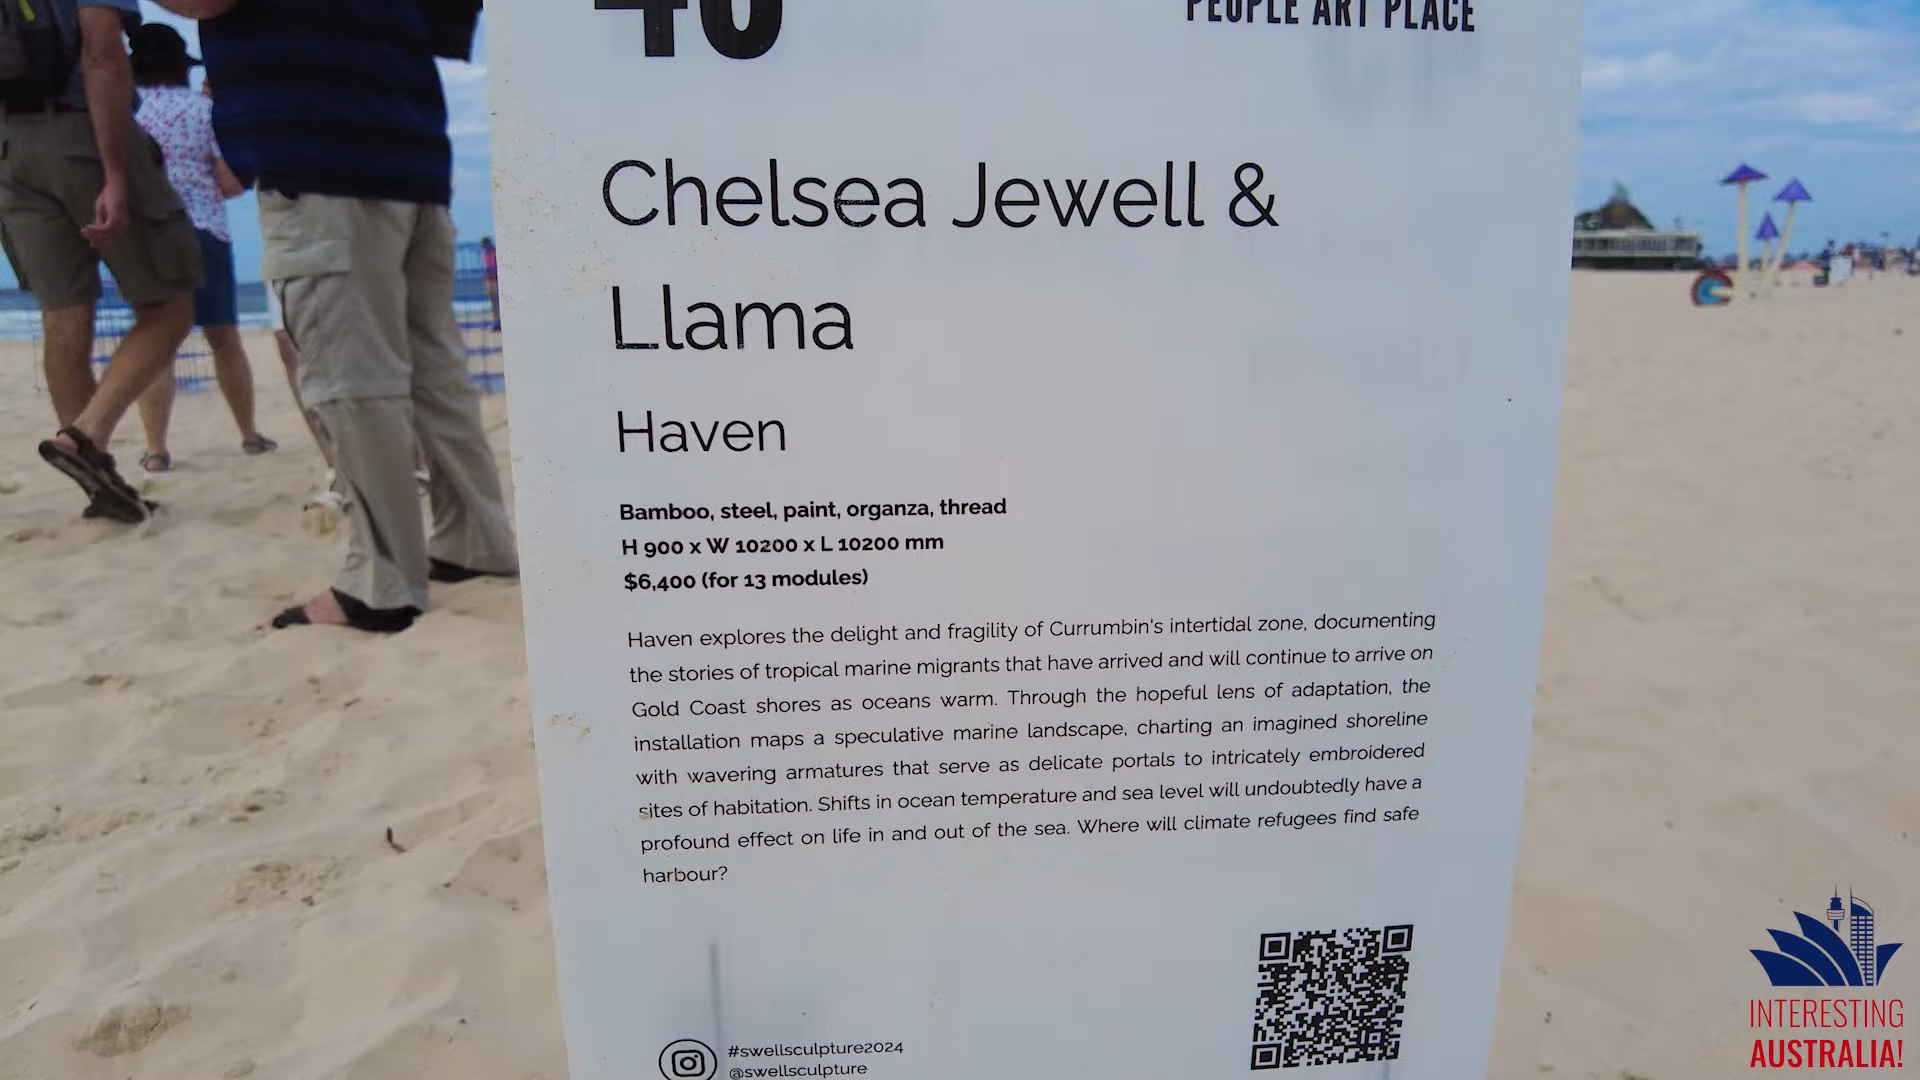 PEOPLE ART PLACE
Chelsea Jewell &
Llama
Haven
Bamboo, steel, paint, organza, thread
H 900 x W 10200 x L 10200 mm
$6,400 (for 13 modules)
Haven explores the delight and fragility of Currumbin's intertidal zone, documenting
the stories of tropical marine migrants that have arrived and will continue to arrive on
Gold Coast shores as oceans warm. Through the hopeful lens of adaptation, the
installation maps a speculative marine landscape, charting an imagined shoreline
with wavering armatures that serve as delicate portals to intricately embroidered
sites of habitation. Shifts in ocean temperature and sea level will undoubtedly have a
profound effect on life in and out of the sea. Where will climate refugees find safe
harbour?
#swellsculpture2024
@swellsculpture
INTERESTING
AUSTRALIA!